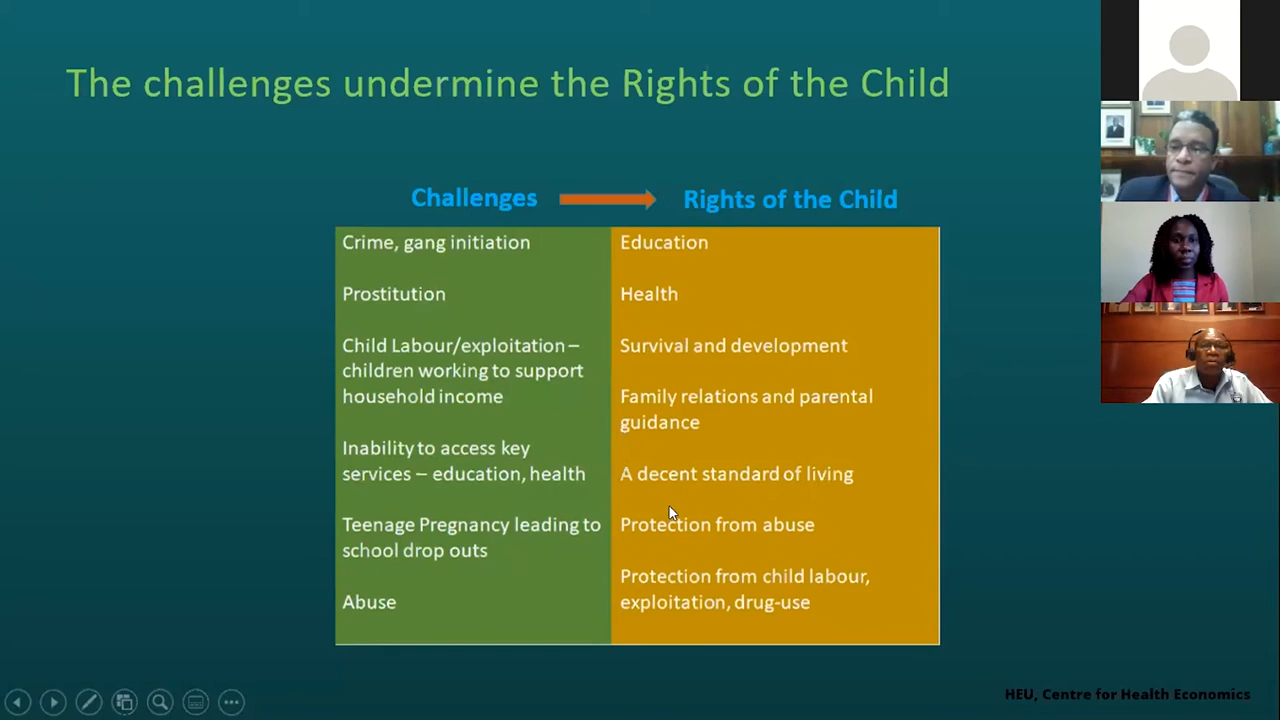 The challenges undermine the Rights of the Child
Challenges
Rights of the Child
Crime, gang initiation
Prostitution
Child Labour/exploitation –
children working to support
household income
Inability to access key
services – education, health
Teenage Pregnancy leading to
school drop outs
Abuse
Education
Health
Survival and development
Family relations and parental
guidance
A decent standard of living
Protection from abuse
Protection from child labour,
exploitation, drug-use
HEU, Centre for Health Economics